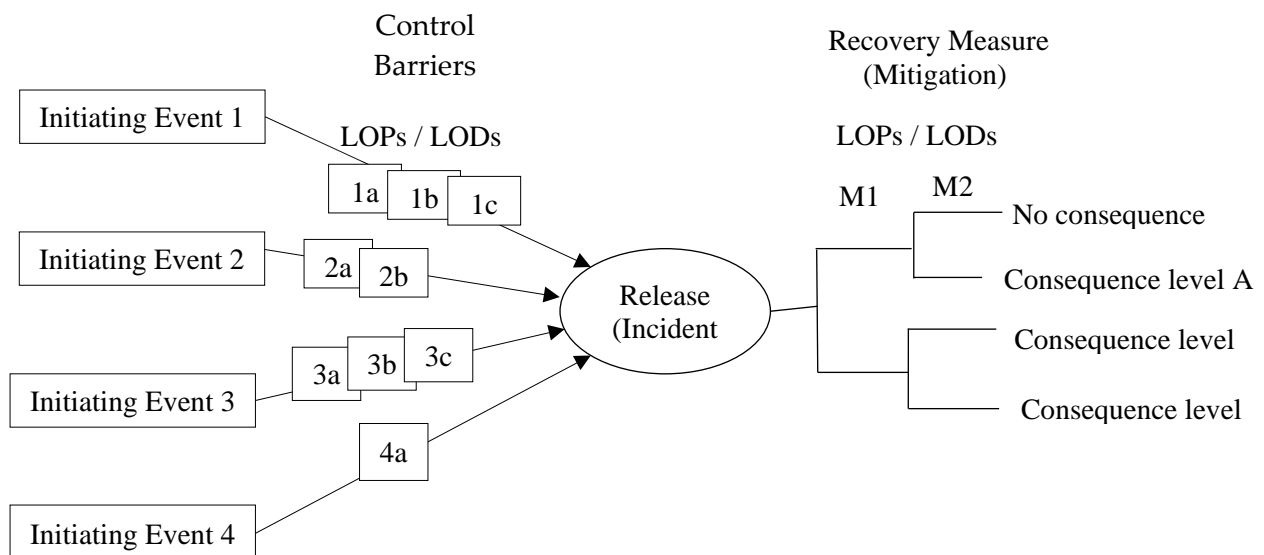 Control
Barriers
Recovery Measure
(Mitigation)
Initiating Event 1
LOPs / LODs
LOPs / LODs
1a
1b
1c
M1
M2
No consequence
Initiating Event 2
2a
2b
Consequence level A
Release
(Incident
Consequence level
3a
3b
3c
Initiating Event 3
Consequence level
4a
Initiating Event 4